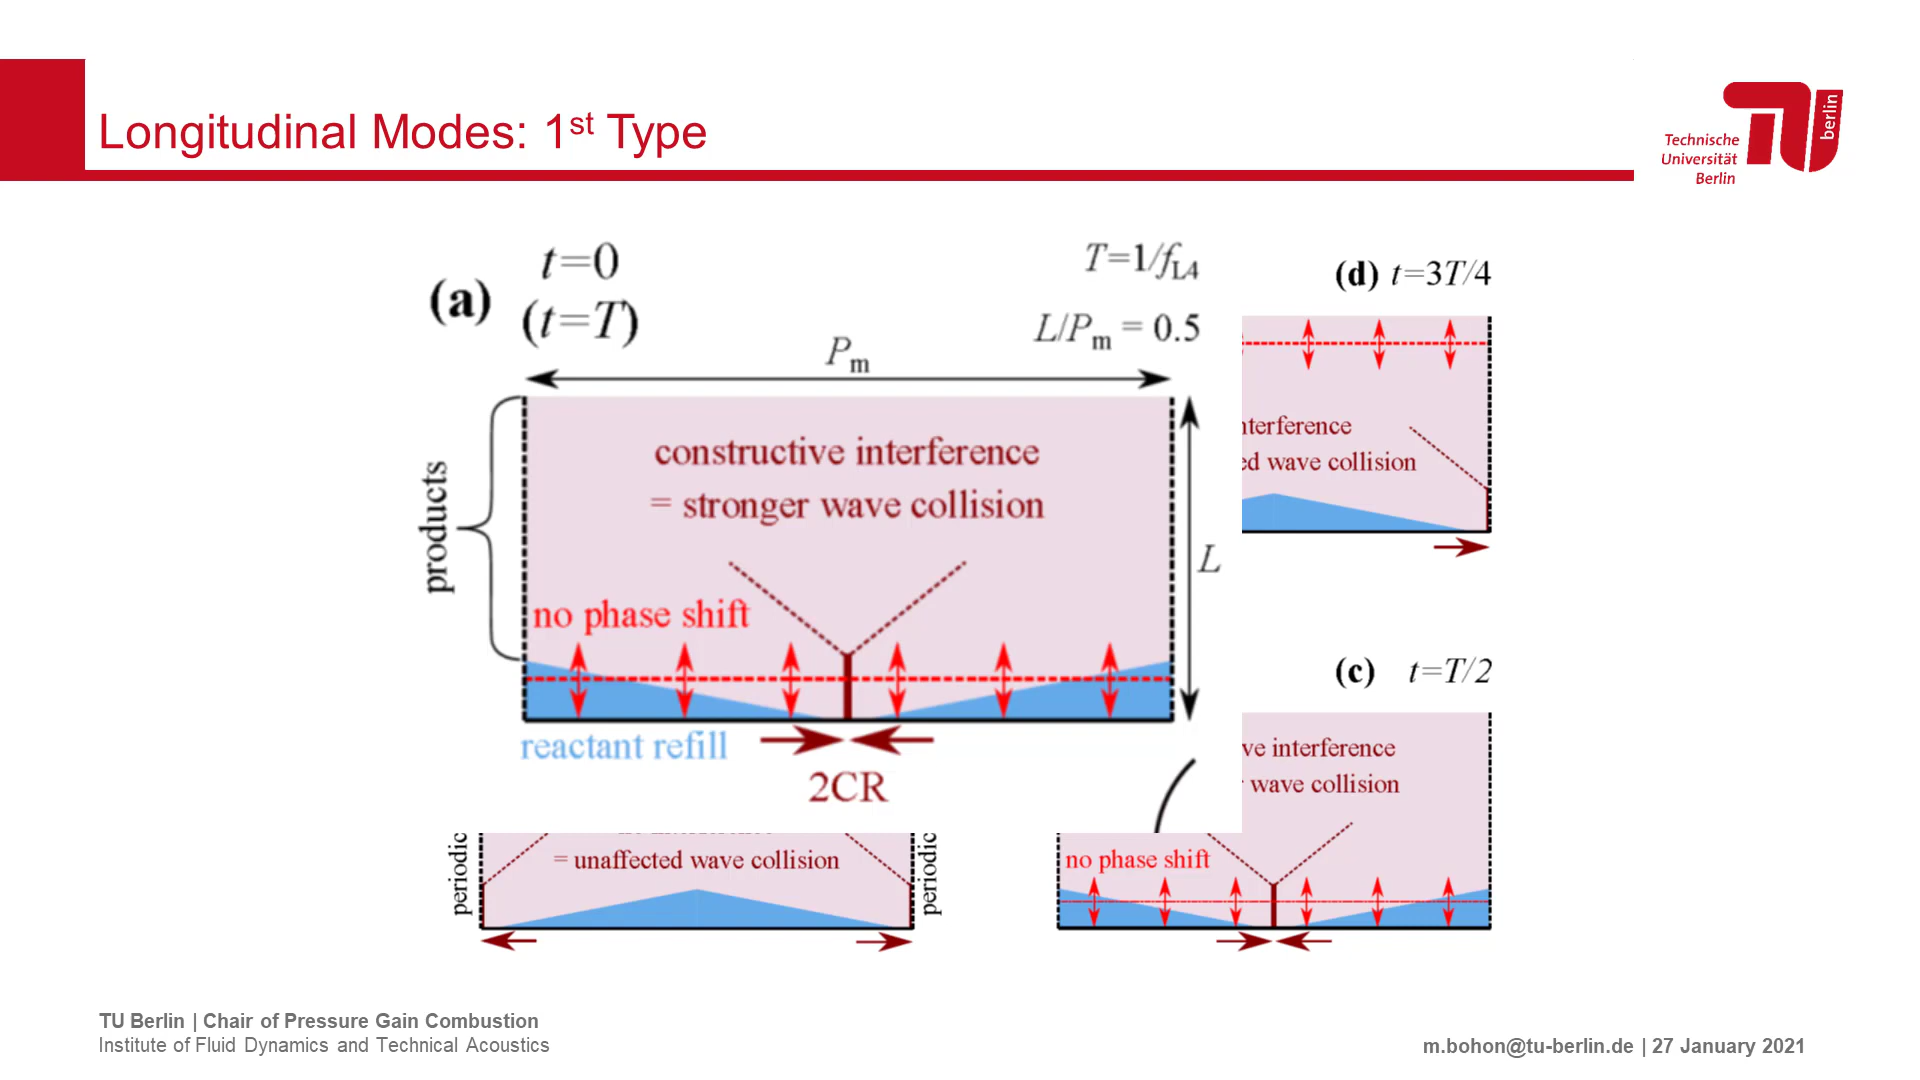 Longitudinal Modes: 1st Type
Technische
Universität
Berlin
berlin
(a)
t=0
(t=T)
T=1/fL4
L/Pm = 0.5
Pm
products
constructive interference
= stronger wave collision
no phase shift
L
reactant refill
2CR
(d) t=3T/4
wave collision
(c) t=T/2
interference
wave collision
no phase shift
periodic
= unaffected wave collision
periodic
TU Berlin | Chair of Pressure Gain Combustion
Institute of Fluid Dynamics and Technical Acoustics
m.bohon@tu-berlin.de | 27 January 2021